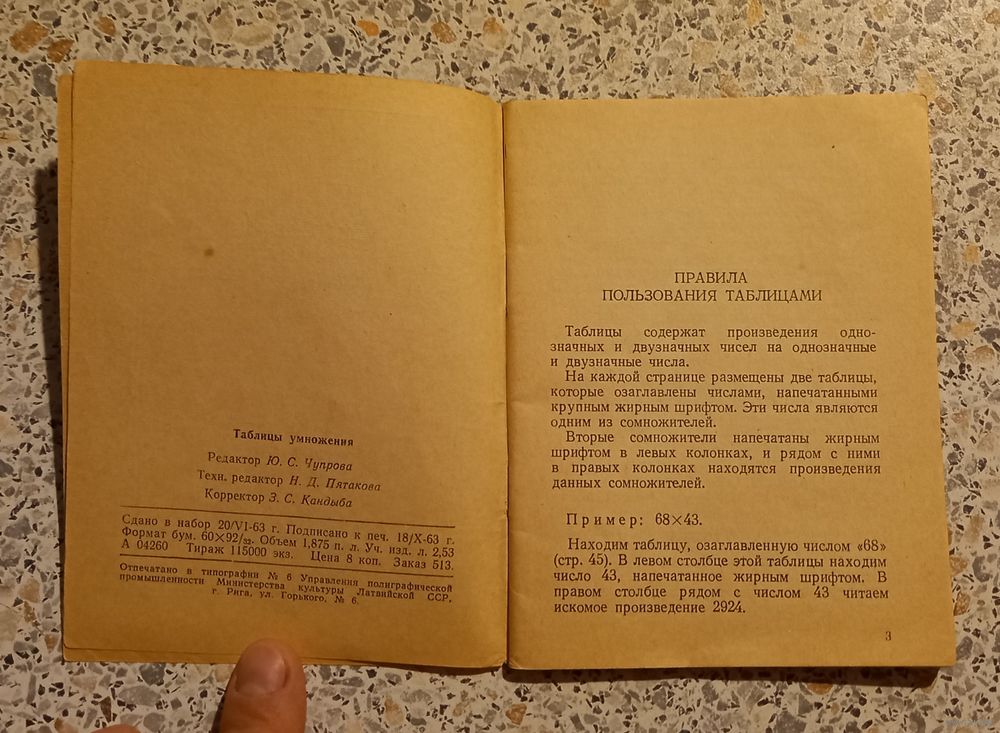 Таблицы умножения
Редактор Ю. С. Чупрова
Техн. редактор Н. Д. Пятакова
Корректор З. С. Кандыба
Сдано в набор 20/VI-63 г. Подписано к печ. 18/X-63 г.
Формат бум. 60×92/32. Объем 1,875 п. л. Уч. изд. л. 2,53
А 04260 Тираж 115000 экз. Цена 8 коп. Заказ 513.
Отпечатано в типографии № 6 Управления полиграфической
промышленности Министерства культуры Латвийской ССР,
г. Рига, ул. Горького, № 6.
ПРАВИЛА
ПОЛЬЗОВАНИЯ ТАБЛИЦАМИ
Таблицы содержат произведения одно-
значных и двузначных чисел на однозначные
и двузначные числа.
На каждой странице размещены две таблицы,
которые озаглавлены числами, напечатанными
крупным жирным шрифтом. Эти числа являются
одним из сомножителей.
Вторые сомножители напечатаны жирным
шрифтом в левых колонках, и рядом с ними
в правых колонках находятся произведения
данных сомножителей.
Пример: 68×43.
Находим таблицу, озаглавленную числом «68»
(стр. 45). В левом столбце этой таблицы находим
число 43, напечатанное жирным шрифтом. В
правом столбце рядом с числом 43 читаем
искомое произведение 2924.
3